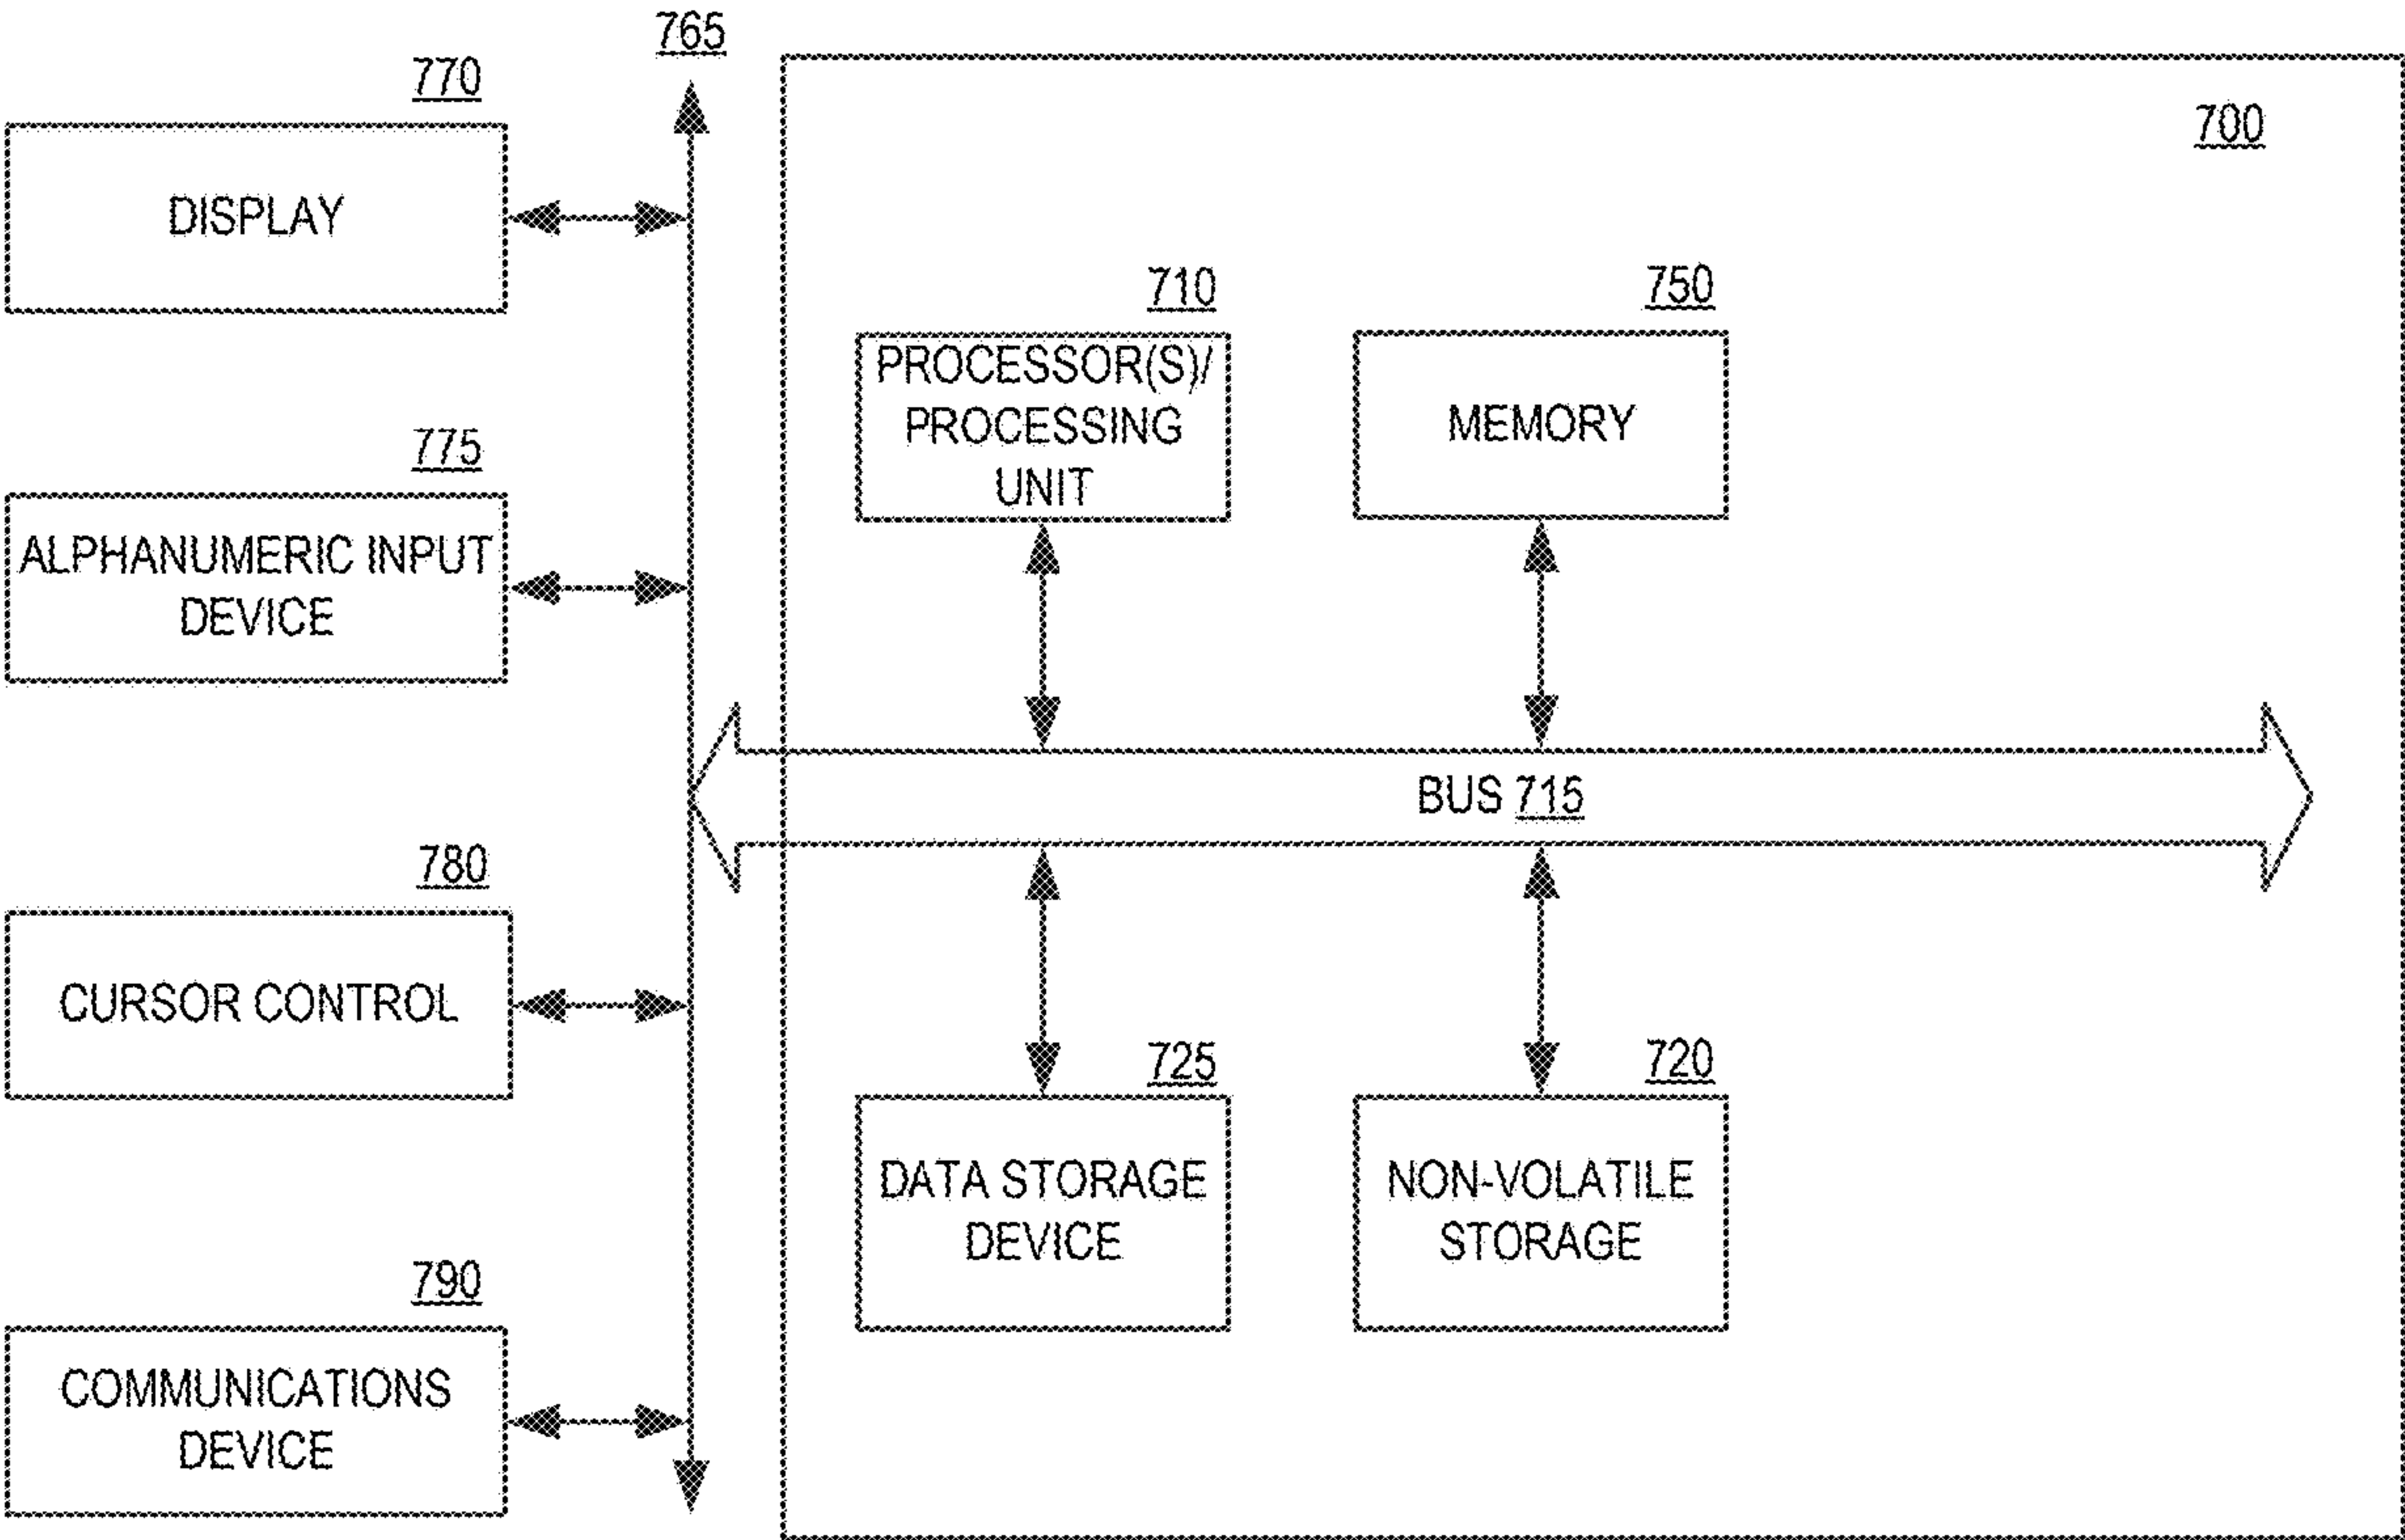 765
770
700
DISPLAY
710
750
PROCESSOR(S)/
PROCESSING
UNIT
MEMORY
775
ALPHANUMERIC INPUT
DEVICE
BUS 715
780
CURSOR CONTROL
725
720
DATA STORAGE
DEVICE
NON-VOLATILE
STORAGE
790
COMMUNICATIONS
DEVICE